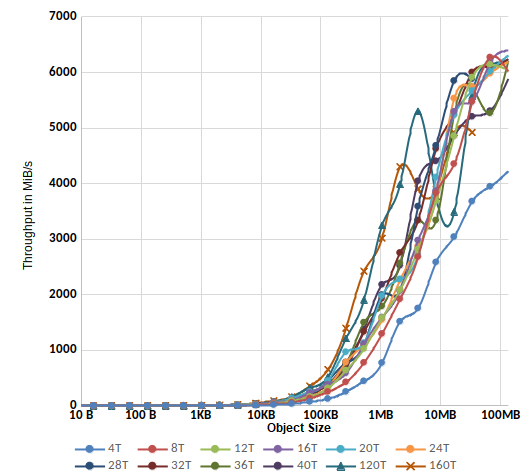 7000
6000
5000
4000
3000
2000
1000
0
Throughput in MiB/s
10 B 100B 1KB 10KB 100KB 1MB 10MB 100MB
Object Size
4T 8T 12T 16T 20T 24T
28T 32T 36T 40T 120T 160T